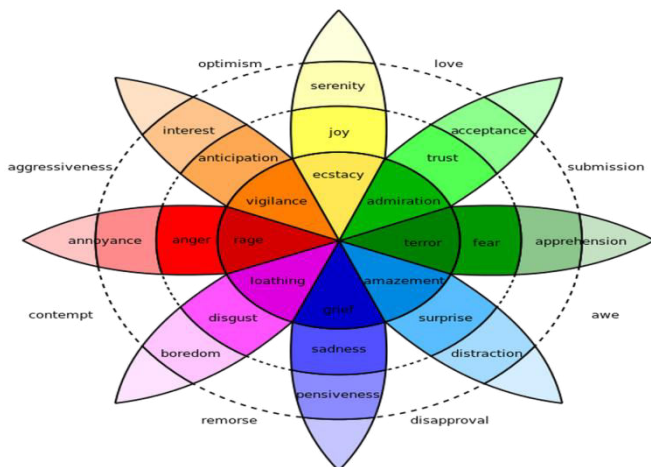 optimism
love
serenity
interest
acceptance
joy
anticipation
trust
aggressiveness
submission
ecstacy
vigilance
admiration
annoyance
anger
rage
terror
fear
apprehension
loathing
amazement
contempt
grief
awe
disgust
surprise
sadness
boredom
distraction
pensiveness
remorse
disapproval